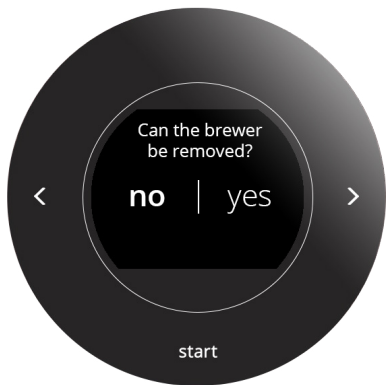 Can the brewer
be removed?
no | yes
< >
start